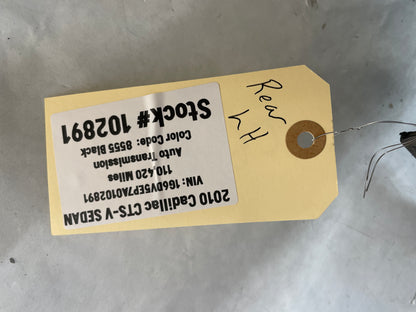 2010 Cadillac CTS-V SEDAN
VIN: 1G6DV5EP7A0102891
110,420 Miles
Auto Transmission
Color Code: 8555 Black
Stock# 102891
Rear
LH